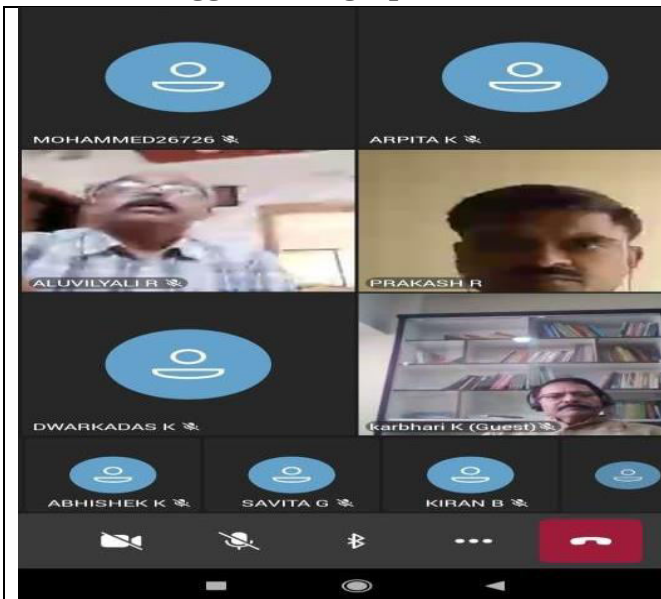 MOHAMMED26726
ARPITA K
ALUVILYALI R
PRAKASH R
DWARKADAS K
karbhari K (Guest)
ABHISHEK K
SAVITA G
KIRAN B